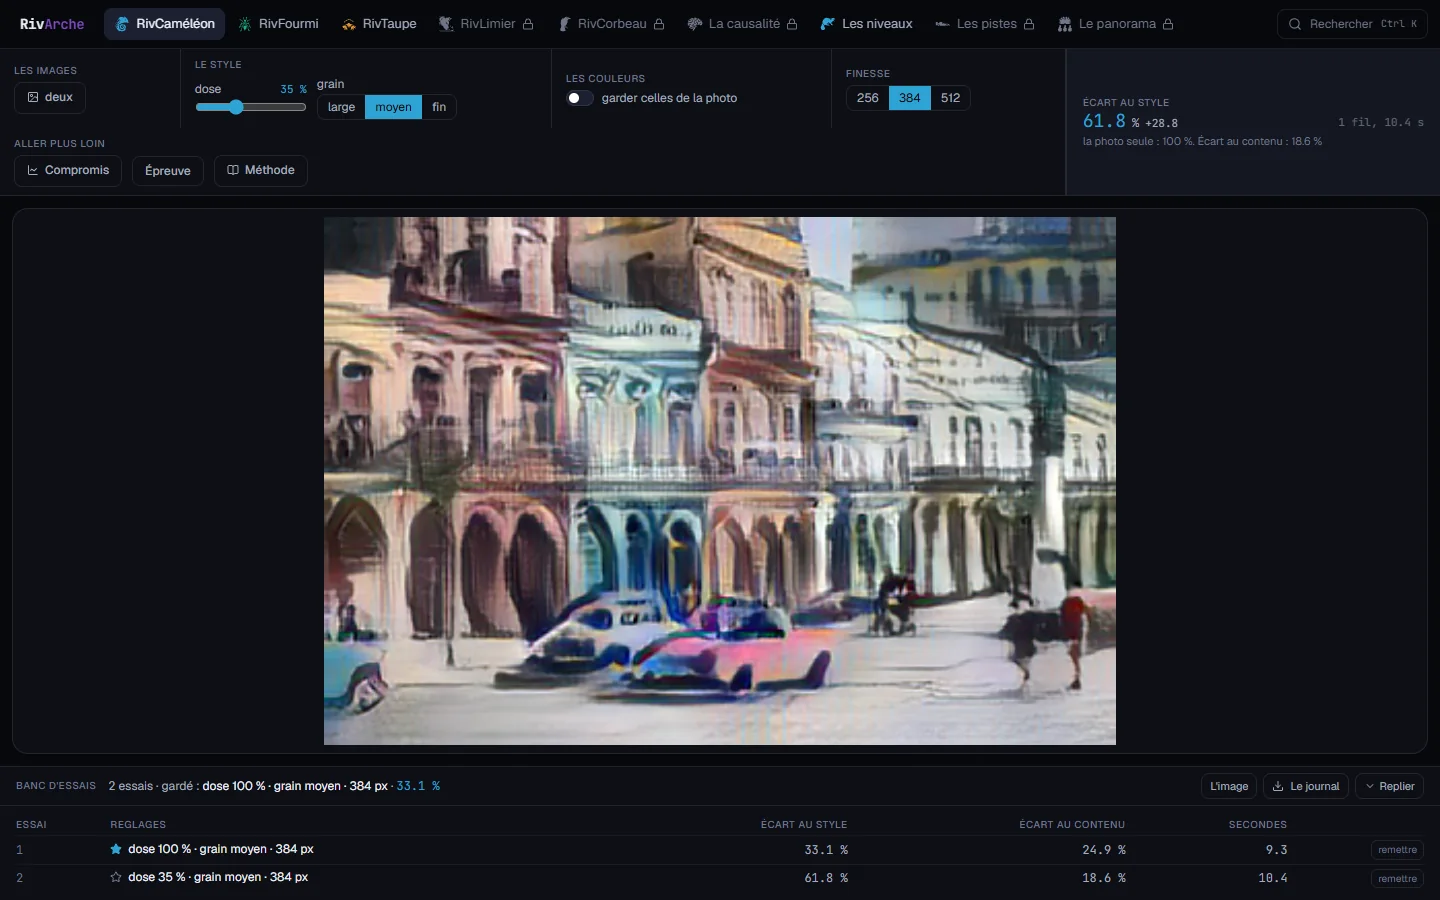 RivArche
RivCaméléon
RivFourmi
RivTaupe
RivLimier
RivCorbeau
La causalité
Les niveaux
Les pistes
Le panorama
Rechercher Ctrl K
LES IMAGES
deux
LE STYLE
dose 35 %
grain
large moyen fin
LES COULEURS
garder celles de la photo
FINESSE
256 384 512
ALLER PLUS LOIN
Compromis
Épreuve
Méthode
ÉCART AU STYLE
61.8 % +28.8
1 fil, 10.4 s
la photo seule : 100 %. Écart au contenu : 18.6 %
BANC D'ESSAIS 2 essais · gardé : dose 100 % · grain moyen · 384 px · 33.1 %
L'image
Le journal
Replier
ESSAI REGLAGES ÉCART AU STYLE ÉCART AU CONTENU SECONDES
1 dose 100 % · grain moyen · 384 px 33.1 % 24.9 % 9.3 remettre
2 dose 35 % · grain moyen · 384 px 61.8 % 18.6 % 10.4 remettre